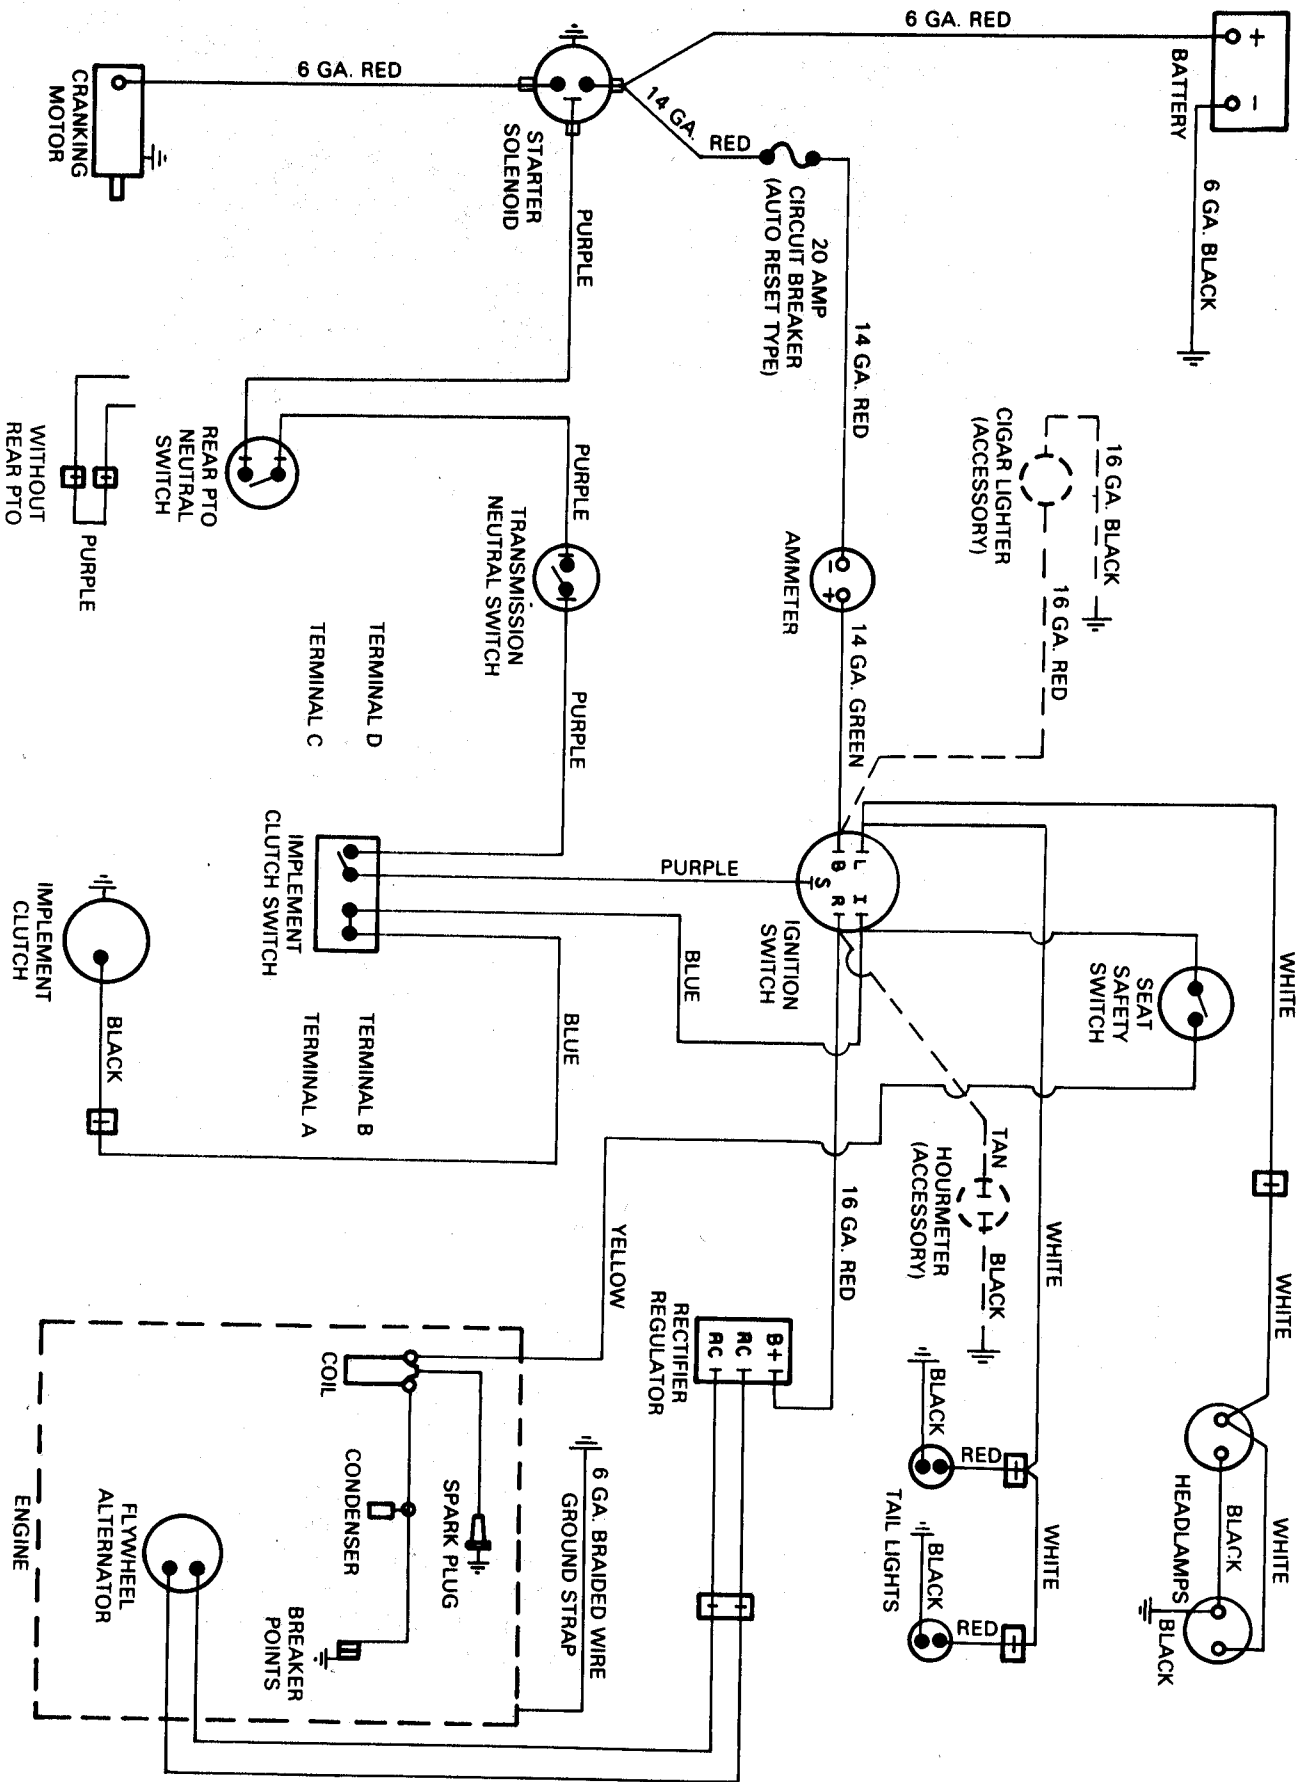 6 GA. RED
+
-
BATTERY
6 GA. BLACK
6 GA. RED
CRANKING
MOTOR
STARTER
SOLENOID
14 GA.
RED
20 AMP
CIRCUIT BREAKER
(AUTO RESET TYPE)
PURPLE
14 GA. RED
CIGAR LIGHTER
(ACCESSORY)
16 GA. BLACK
16 GA. RED
WITHOUT
REAR PTO
PURPLE
REAR PTO
NEUTRAL
SWITCH
PURPLE
TRANSMISSION
NEUTRAL SWITCH
-
+
AMMETER
14 GA. GREEN
TERMINAL D
TERMINAL C
PURPLE
PURPLE
IMPLEMENT
CLUTCH SWITCH
L
B
S
I
R
IGNITION
SWITCH
IMPLEMENT
CLUTCH
BLACK
TERMINAL B
TERMINAL A
BLUE
BLUE
SEAT
SAFETY
SWITCH
WHITE
TAN
HOURMETER
(ACCESSORY)
BLACK
16 GA. RED
WHITE
WHITE
YELLOW
RECTIFIER
REGULATOR
B+
AC
AC
BLACK
RED
TAIL LIGHTS
BLACK
RED
WHITE
HEADLAMPS
BLACK
WHITE
BLACK
COIL
CONDENSER
SPARK PLUG
6 GA. BRAIDED WIRE
GROUND STRAP
ENGINE
FLYWHEEL
ALTERNATOR
BREAKER
POINTS